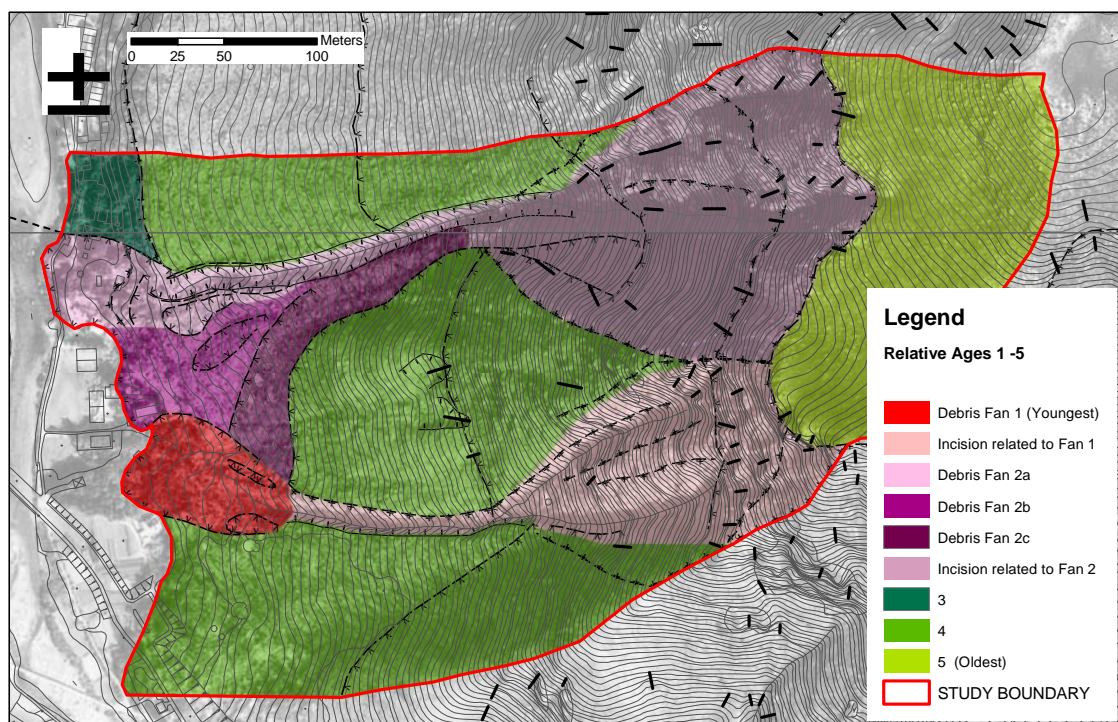 Meters
0 25 50 100
Legend
Relative Ages 1 -5
Debris Fan 1 (Youngest)
Incision related to Fan 1
Debris Fan 2a
Debris Fan 2b
Debris Fan 2c
Incision related to Fan 2
3
4
5 (Oldest)
STUDY BOUNDARY